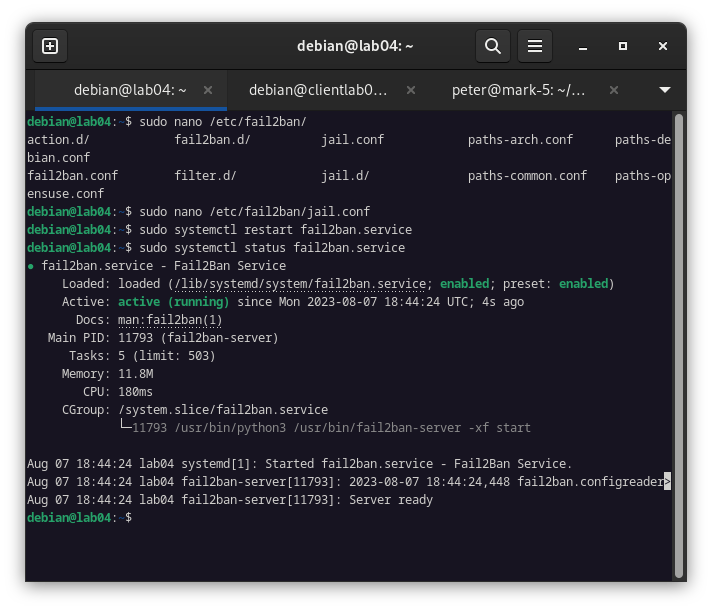 debian@lab04: ~
debian@lab04: ~ × debian@clientlab0… × peter@mark-5: ~/… ×
debian@lab04:~$ sudo nano /etc/fail2ban/
action.d/ fail2ban.d/ jail.conf paths-arch.conf paths-de
bian.conf
fail2ban.conf filter.d/ jail.d/ paths-common.conf paths-op
ensuse.conf
debian@lab04:~$ sudo nano /etc/fail2ban/jail.conf
debian@lab04:~$ sudo systemctl restart fail2ban.service
debian@lab04:~$ sudo systemctl status fail2ban.service
● fail2ban.service - Fail2Ban Service
Loaded: loaded (/lib/systemd/system/fail2ban.service; enabled; preset: enabled)
Active: active (running) since Mon 2023-08-07 18:44:24 UTC; 4s ago
Docs: man:fail2ban(1)
Main PID: 11793 (fail2ban-server)
Tasks: 5 (limit: 503)
Memory: 11.8M
CPU: 180ms
CGroup: /system.slice/fail2ban.service
└─11793 /usr/bin/python3 /usr/bin/fail2ban-server -xf start
Aug 07 18:44:24 lab04 systemd[1]: Started fail2ban.service - Fail2Ban Service.
Aug 07 18:44:24 lab04 fail2ban-server[11793]: 2023-08-07 18:44:24,448 fail2ban.configreader>
Aug 07 18:44:24 lab04 fail2ban-server[11793]: Server ready
debian@lab04:~$